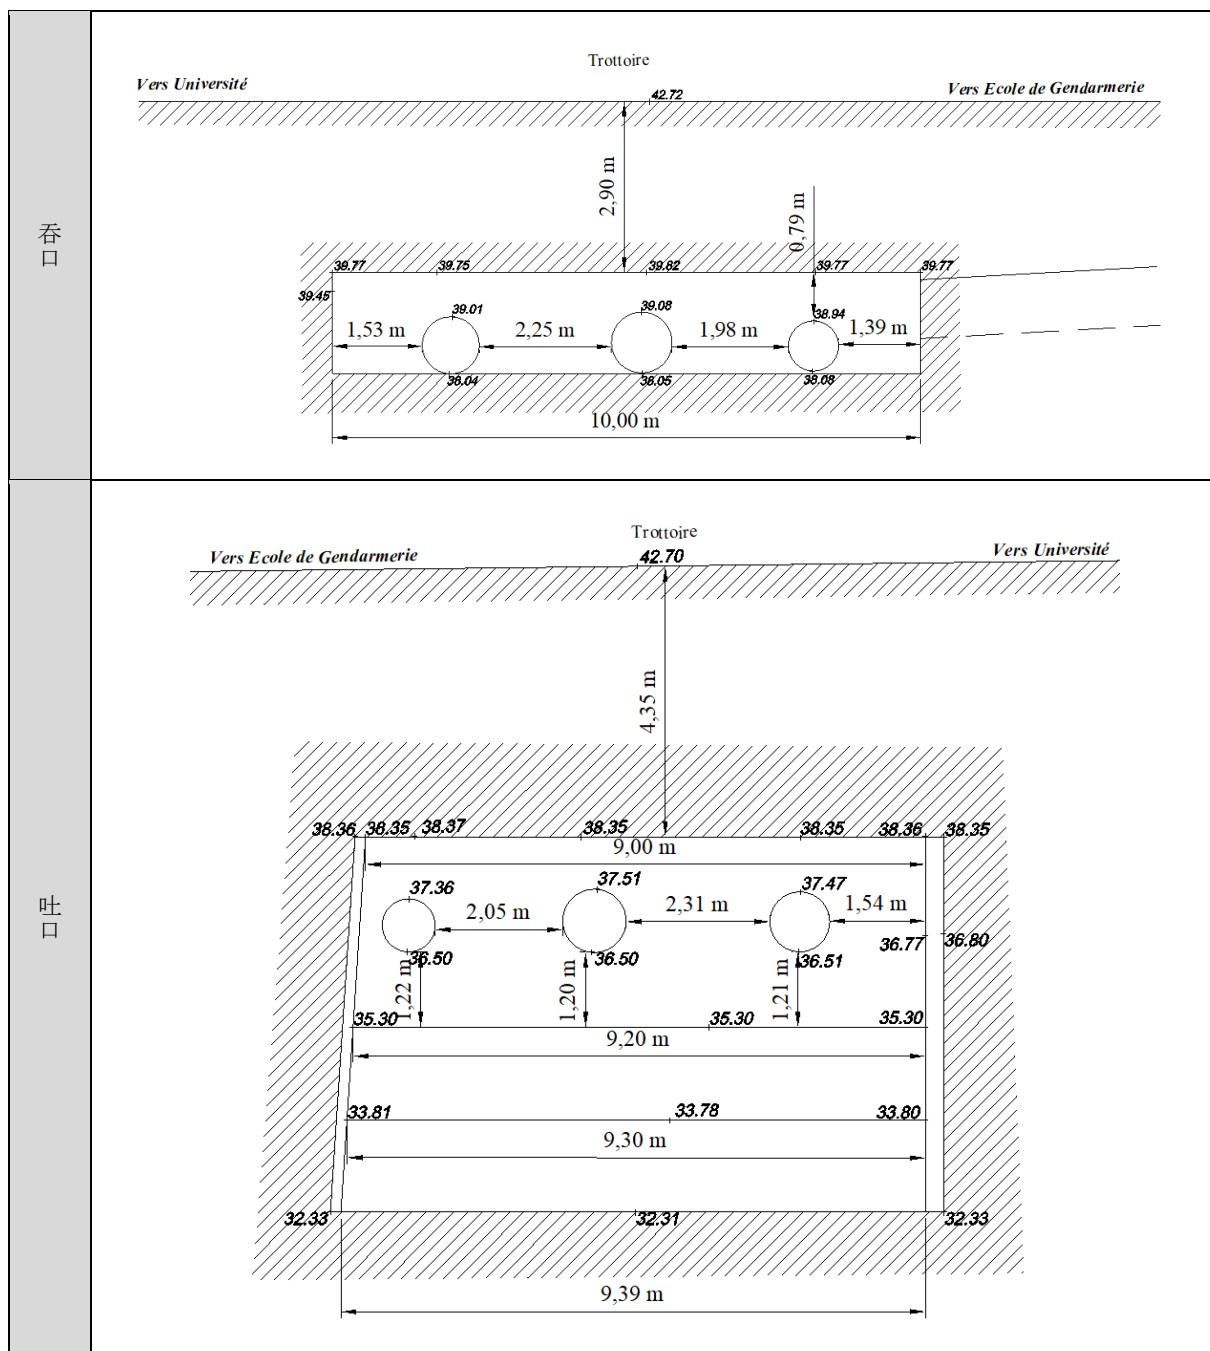 吞口
Trottoire
Vers Université
Vers Ecole de Gendarmerie
42.72
2,90 m
0,79 m
39.77
39.75
39.82
39.77
39.77
39.45
39.01
39.08
38.94
1,53 m
2,25 m
1,98 m
1,39 m
38.04
38.05
38.08
10,00 m
吐口
Trottoire
Vers Ecole de Gendarmerie
42.70
Vers Université
4,35 m
38.36
38.35
38.37
38.35
38.35
38.36
38.35
9,00 m
37.36
37.51
37.47
2,05 m
2,31 m
1,54 m
36.77
36.80
36.50
36.50
36.51
1,22 m
1,20 m
1,21 m
35.30
35.30
35.30
9,20 m
33.81
33.78
33.80
9,30 m
32.33
32.31
32.33
9,39 m